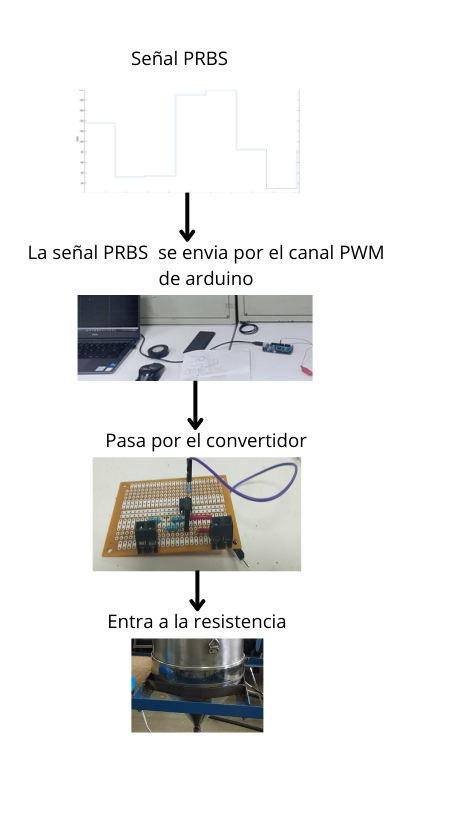 Señal PRBS
La señal PRBS se envia por el canal PWM
de arduino
Pasa por el convertidor
Entra a la resistencia